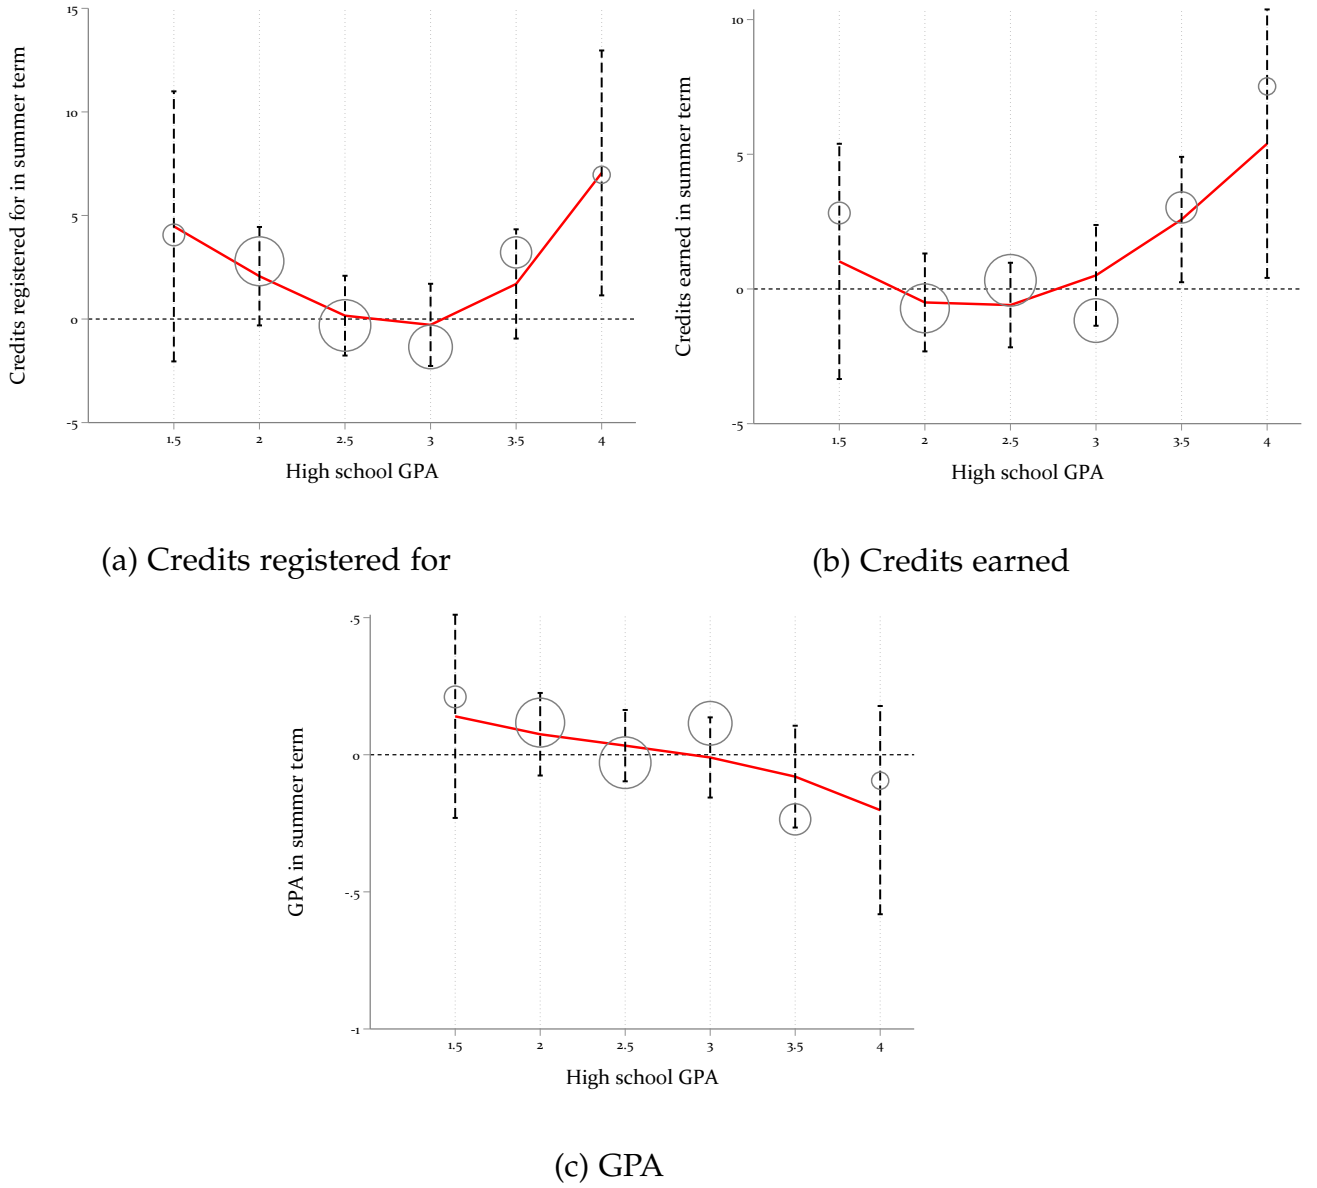 Credits registered for in summer term
15
10
5
0
-5
1.5 2 2.5 3 3.5 4
High school GPA
(a) Credits registered for
Credits earned in summer term
10
5
0
-5
1.5 2 2.5 3 3.5 4
High school GPA
(b) Credits earned
GPA in summer term
.5
0
-.5
-1
1.5 2 2.5 3 3.5 4
High school GPA
(c) GPA